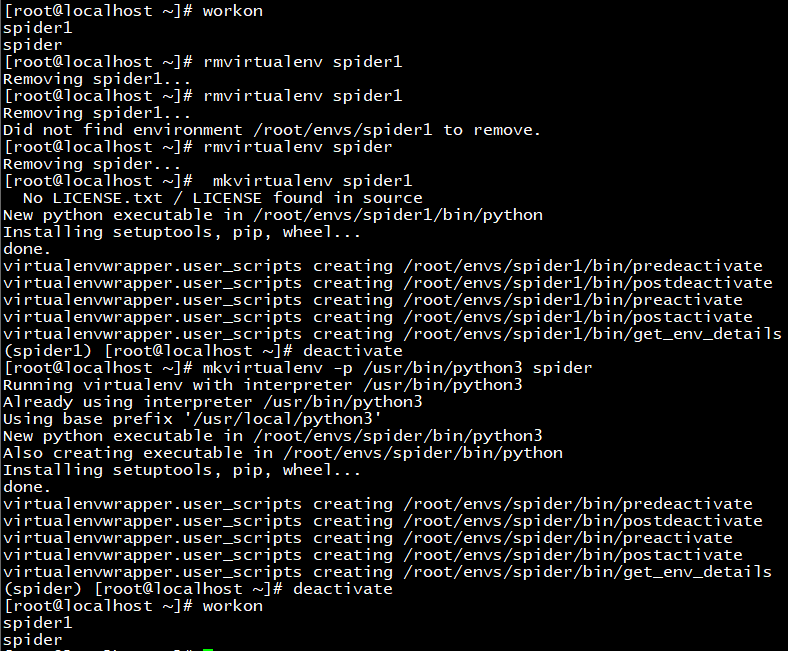 [root@localhost ~]# workon
spider1
spider
[root@localhost ~]# rmvirtualenv spider1
Removing spider1...
[root@localhost ~]# rmvirtualenv spider1
Removing spider1...
Did not find environment /root/envs/spider1 to remove.
[root@localhost ~]# rmvirtualenv spider
Removing spider...
[root@localhost ~]#  mkvirtualenv spider1
  No LICENSE.txt / LICENSE found in source
New python executable in /root/envs/spider1/bin/python
Installing setuptools, pip, wheel...
done.
virtualenvwrapper.user_scripts creating /root/envs/spider1/bin/predeactivate
virtualenvwrapper.user_scripts creating /root/envs/spider1/bin/postdeactivate
virtualenvwrapper.user_scripts creating /root/envs/spider1/bin/preactivate
virtualenvwrapper.user_scripts creating /root/envs/spider1/bin/postactivate
virtualenvwrapper.user_scripts creating /root/envs/spider1/bin/get_env_details
(spider1) [root@localhost ~]# deactivate
[root@localhost ~]# mkvirtualenv -p /usr/bin/python3 spider
Running virtualenv with interpreter /usr/bin/python3
Already using interpreter /usr/bin/python3
Using base prefix '/usr/local/python3'
New python executable in /root/envs/spider/bin/python3
Also creating executable in /root/envs/spider/bin/python
Installing setuptools, pip, wheel...
done.
virtualenvwrapper.user_scripts creating /root/envs/spider/bin/predeactivate
virtualenvwrapper.user_scripts creating /root/envs/spider/bin/postdeactivate
virtualenvwrapper.user_scripts creating /root/envs/spider/bin/preactivate
virtualenvwrapper.user_scripts creating /root/envs/spider/bin/postactivate
virtualenvwrapper.user_scripts creating /root/envs/spider/bin/get_env_details
(spider) [root@localhost ~]# deactivate
[root@localhost ~]# workon
spider1
spider